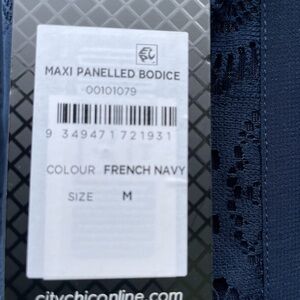 MAXI PANELLED BODICE
00101079
9 349471 721931
COLOUR FRENCH NAVY
SIZE M
citychiconline.com